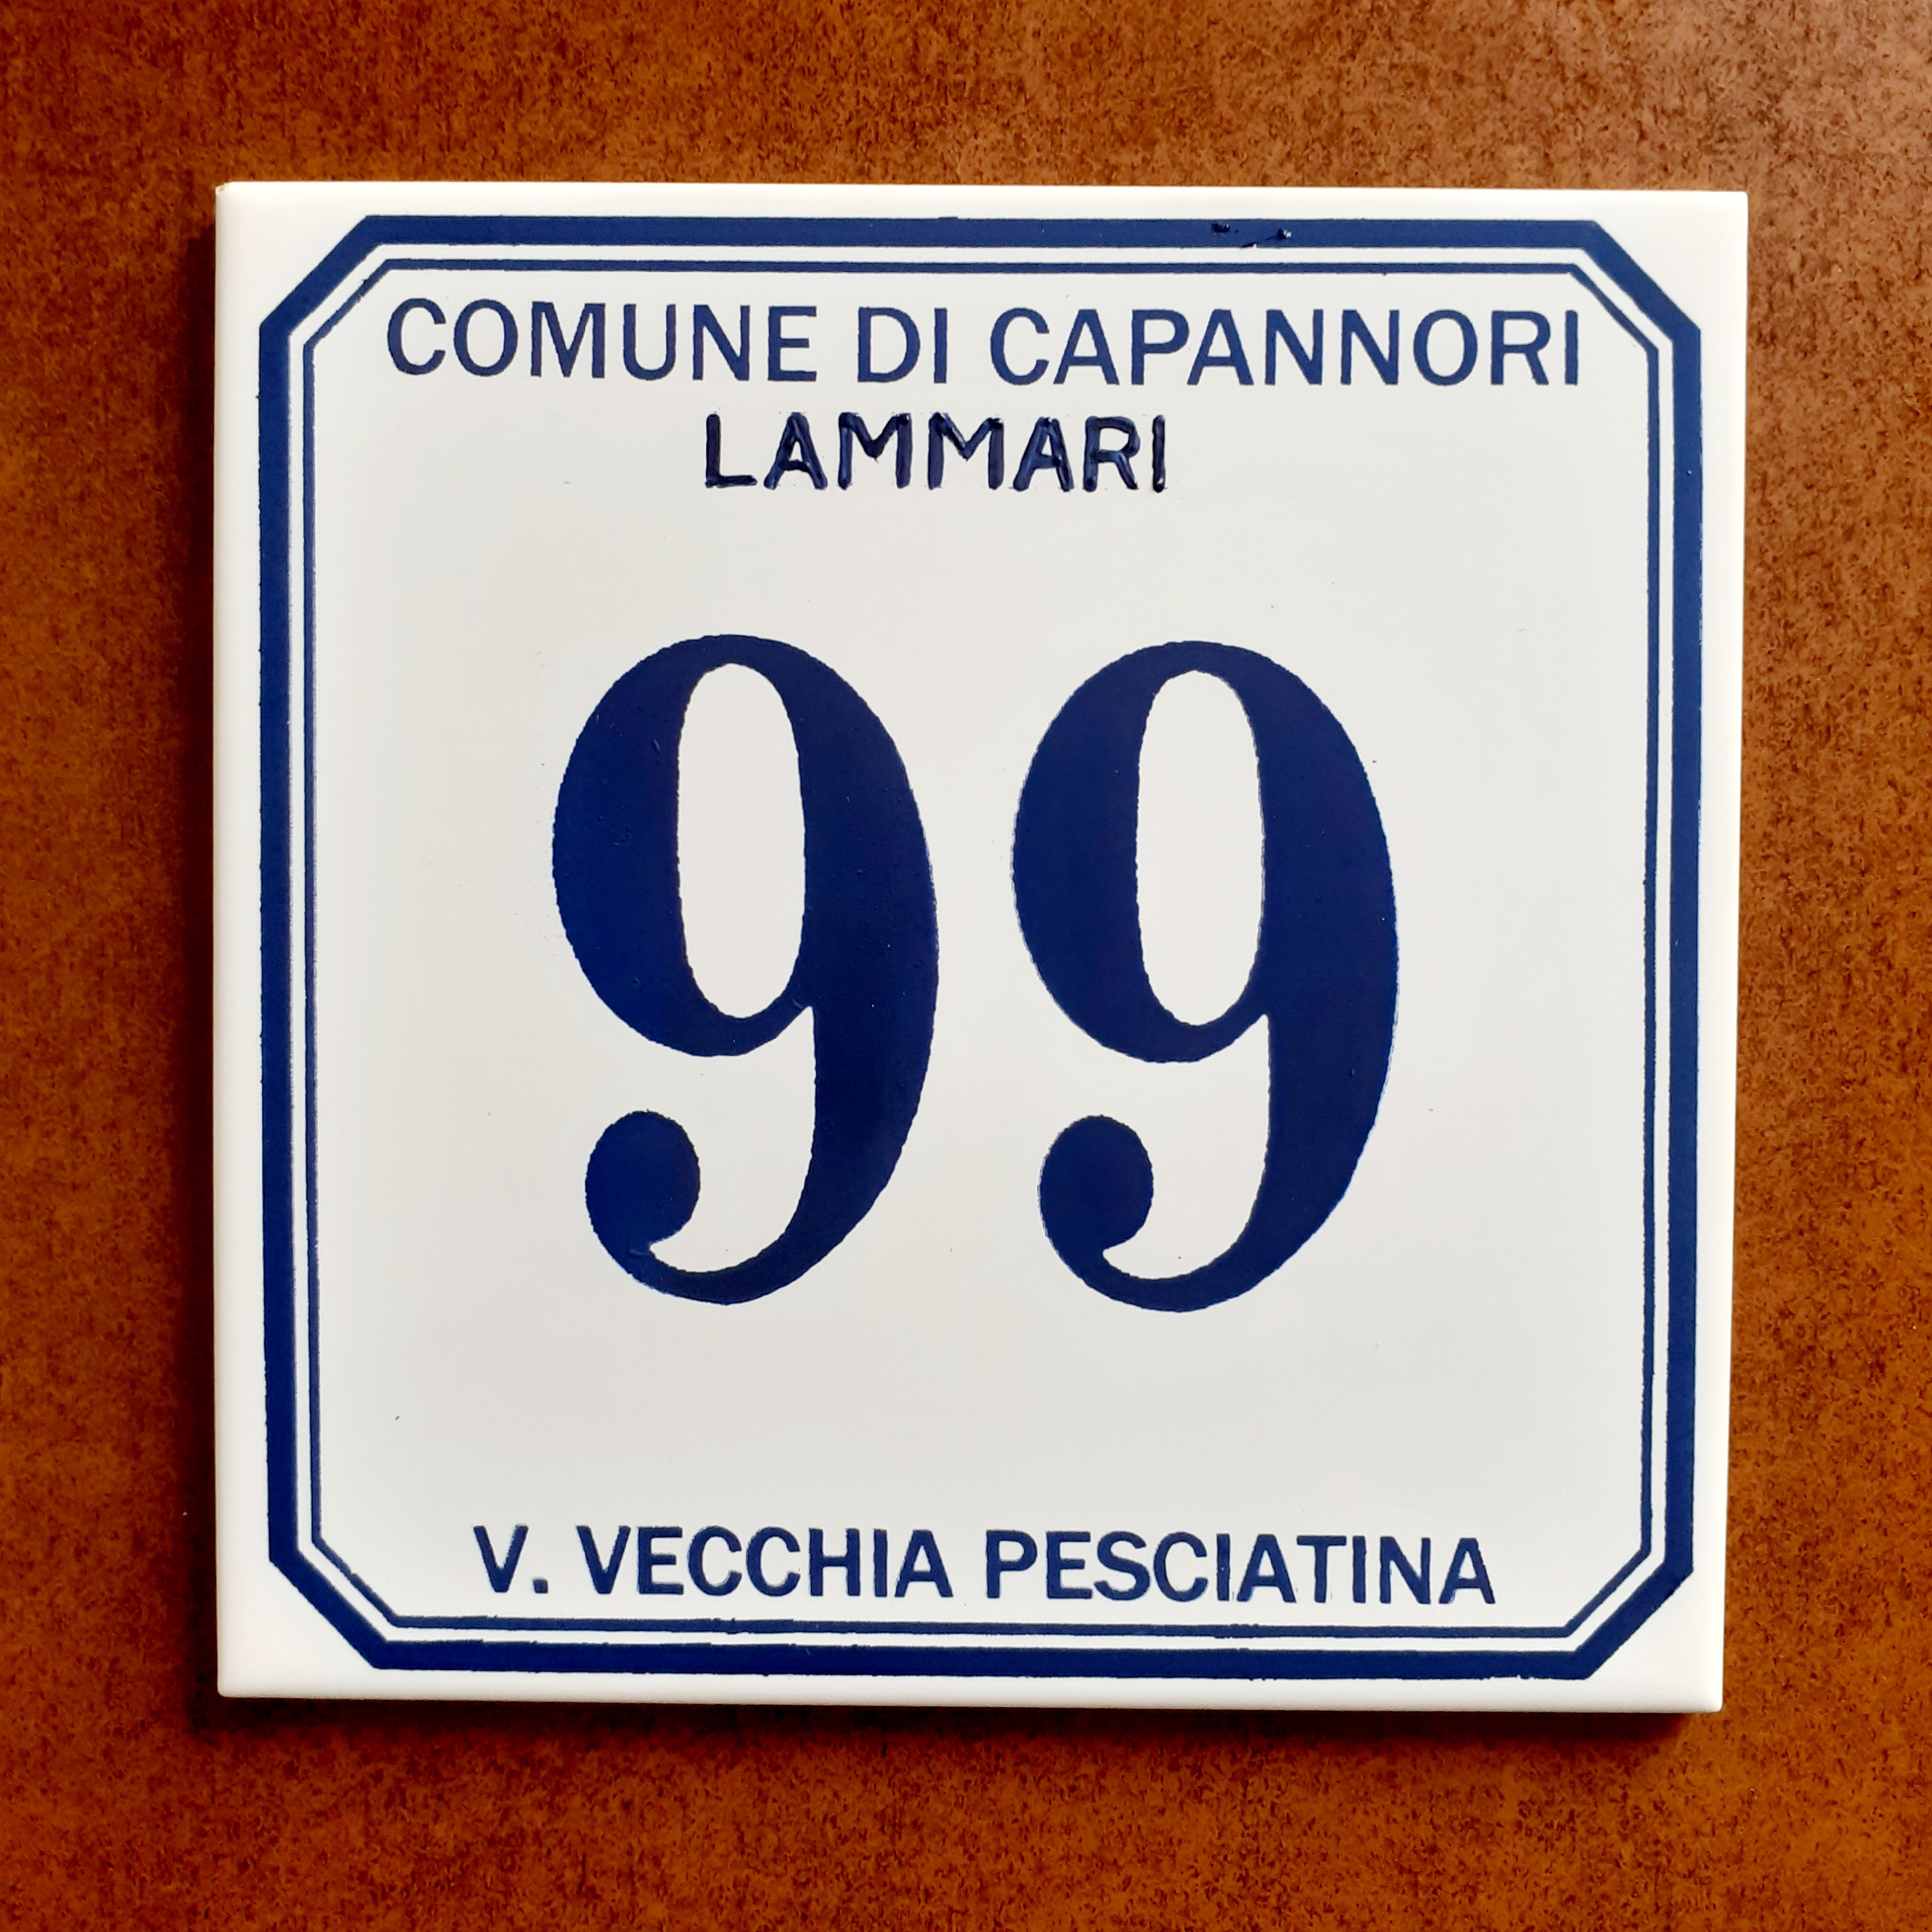 COMUNE DI CAPANNORI
LAMMARI
99
V. VECCHIA PESCIATINA